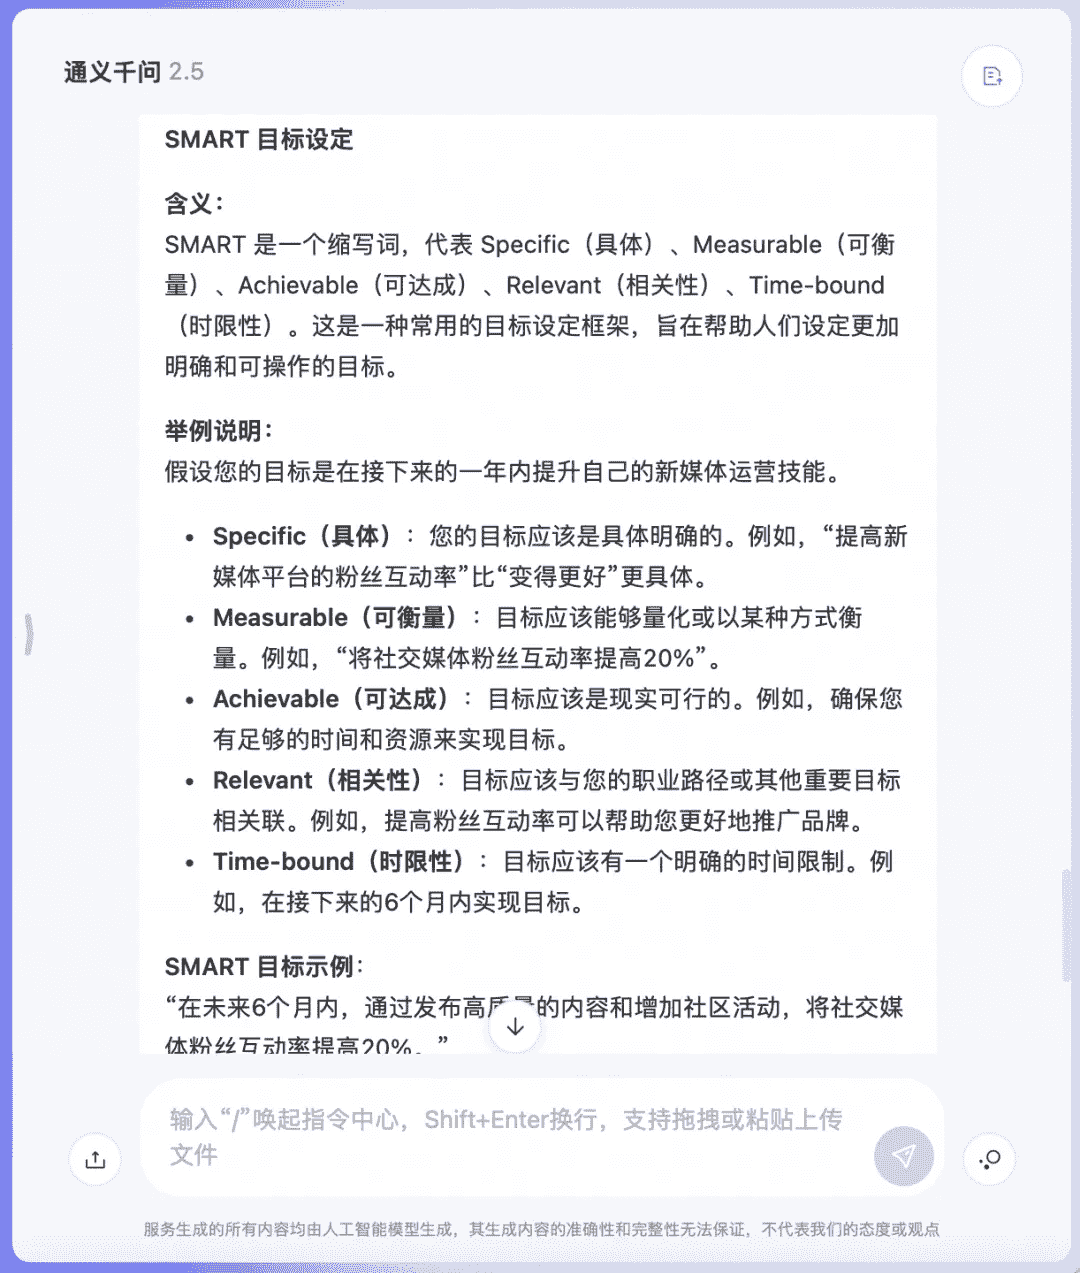 通义千问 2.5
SMART 目标设定
含义：
SMART 是一个缩写词，代表 Specific（具体）、Measurable（可衡
量）、Achievable（可达成）、Relevant（相关性）、Time-bound
（时限性）。这是一种常用的目标设定框架，旨在帮助人们设定更加
明确和可操作的目标。
举例说明：
假设您的目标是在接下来的一年内提升自己的新媒体运营技能。
• Specific（具体）：您的目标应该是具体明确的。例如，“提高新
媒体平台的粉丝互动率”比“变得更好”更具体。
• Measurable（可衡量）：目标应该能够量化或以某种方式衡
量。例如，“将社交媒体粉丝互动率提高20%”。
• Achievable（可达成）：目标应该是现实可行的。例如，确保您
有足够的时间和资源来实现目标。
• Relevant（相关性）：目标应该与您的职业路径或其他重要目标
相关联。例如，提高粉丝互动率可以帮助您更好地推广品牌。
• Time-bound（时限性）：目标应该有一个明确的时间限制。例
如，在接下来的6个月内实现目标。
SMART 目标示例：
“在未来6个月内，通过发布高质量的内容和增加社区活动，将社交媒
体粉丝互动率提高20%。”
输入“/”唤起指令中心，Shift+Enter换行，支持拖拽或粘贴上传
文件
服务生成的所有内容均由人工智能模型生成，其生成内容的准确性和完整性无法保证，不代表我们的态度或观点